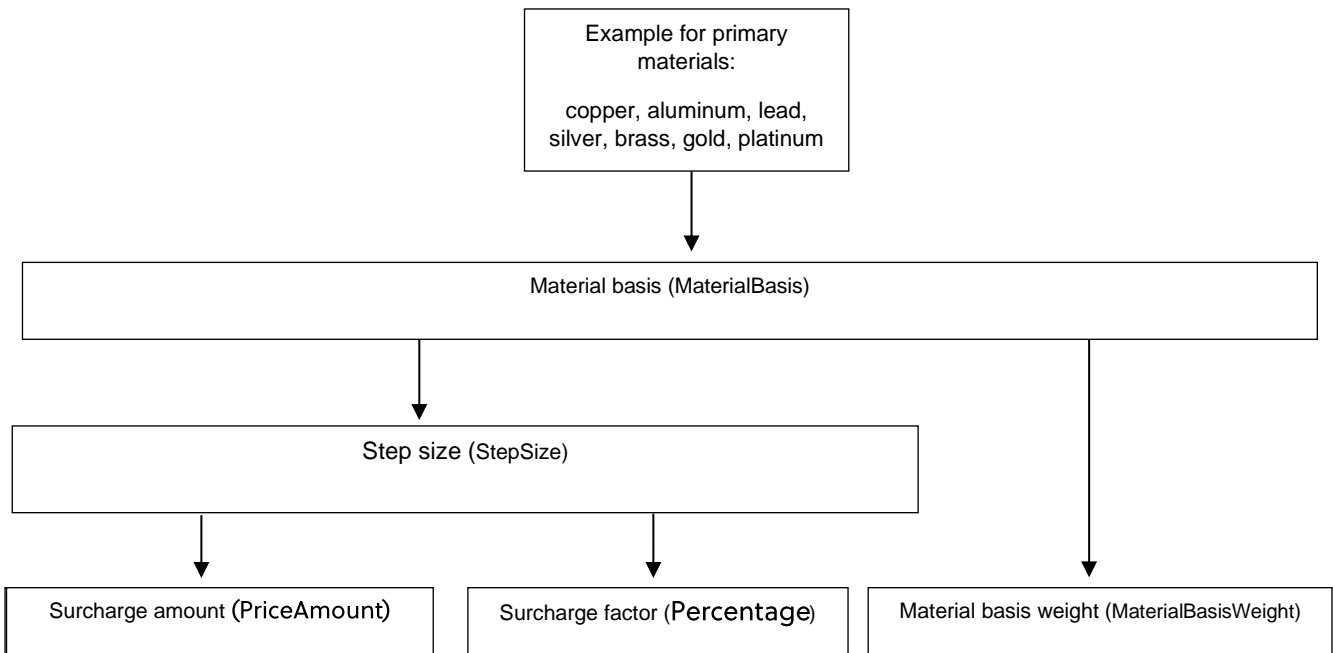 Example for primary
materials:
copper, aluminum, lead,
silver, brass, gold, platinum
Material basis (MaterialBasis)
Step size (StepSize)
Surcharge amount (PriceAmount)
Surcharge factor (Percentage)
Material basis weight (MaterialBasisWeight)